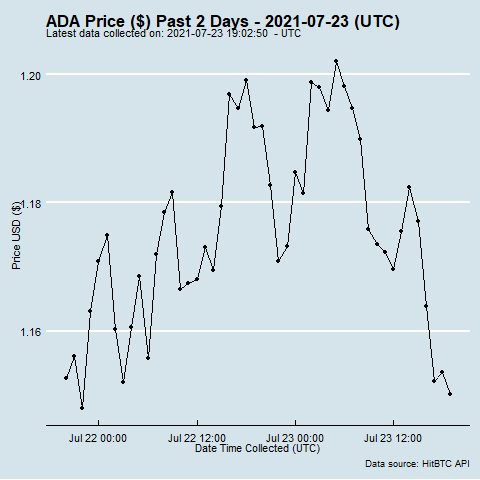 ADA Price ($) Past 2 Days - 2021-07-23 (UTC)
Latest data collected on: 2021-07-23 19:02:50  - UTC
1.20
1.18
1.16
Price USD ($)
Jul 22 00:00 Jul 22 12:00 Jul 23 00:00 Jul 23 12:00
Date Time Collected (UTC)
Data source: HitBTC API